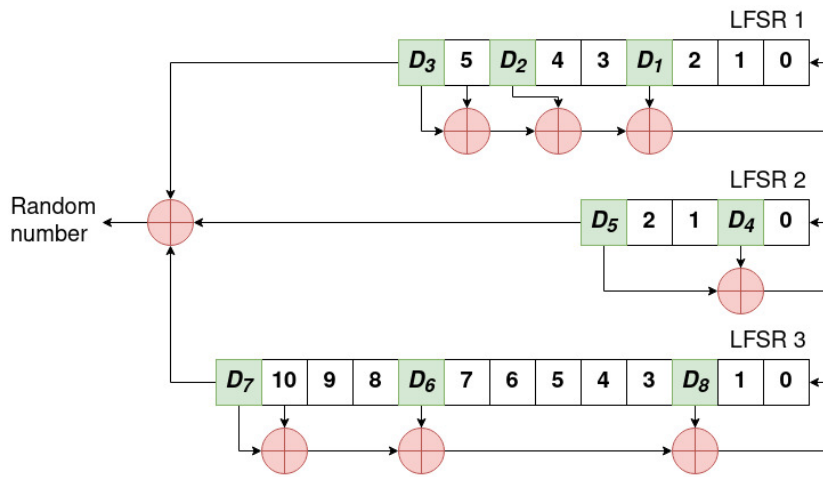 LFSR 1
D3 5 D2 4 3 D1 2 1 0
LFSR 2
Random
number
D5 2 1 D4 0
LFSR 3
D7 10 9 8 D6 7 6 5 4 3 D8 1 0